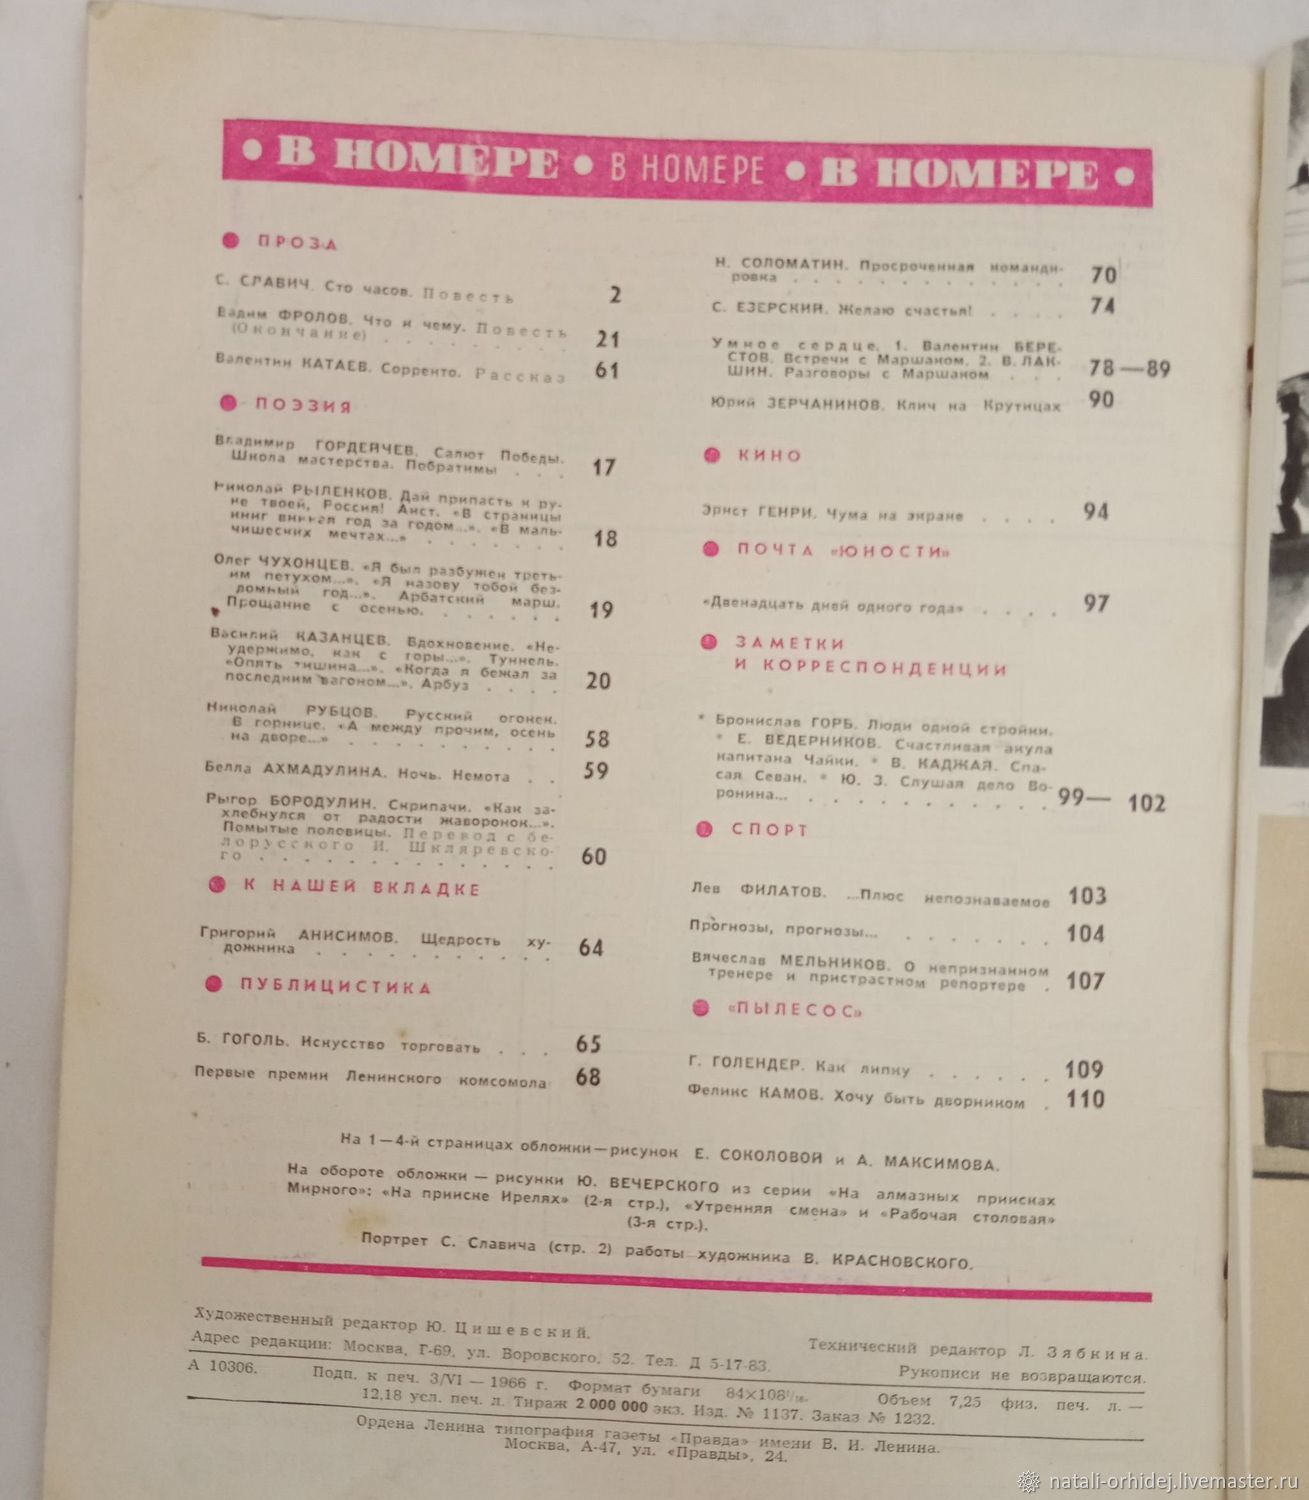 • В НОМЕРЕ • В НОМЕРЕ • В НОМЕРЕ •
ПРОЗА
С. СЛАВИЧ. Сто часов. Повесть 2
Вадим ФРОЛОВ. Что к чему. Повесть
(Окончание) . . . . . . . . 21
Валентин КАТАЕВ. Сорренто. Рассказ 61
ПОЭЗИЯ
Владимир ГОРДЕЙЧЕВ. Салют Победы.
Школа мастерства. Побратимы . . . 17
Николай РЫЛЕНКОВ. Дай припасть к ру-
ке твоей, Россия! Аист. «В страницы
книг вникая год за годом...». «В маль-
чишеских мечтах...» . . . . . . 18
Олег ЧУХОНЦЕВ. «Я был разбужен треть-
им петухом...». «Я назову тобой без-
домный год...». Арбатский марш.
Прощание с осенью. . . . . . 19
Василий КАЗАНЦЕВ. Вдохновение. «Не-
удержимо, как с горы...». Туннель.
«Опять тишина...». «Когда я бежал за
последним вагоном...». Арбуз . . . . 20
Николай РУБЦОВ. Русский огонек.
В горнице. «А между прочим, осень
на дворе...» . . . . . . . . . 58
Белла АХМАДУЛИНА. Ночь. Немота . . 59
Рыгор БОРОДУЛИН. Скрипачи. «Как за-
хлебнулся от радости жаворонок...».
Помытые половицы. Перевод с бе-
лорусского И. Шкляревско-
го . . . . . . . . . . . . . 60
К НАШЕЙ ВКЛАДКЕ
Григорий АНИСИМОВ. Щедрость ху-
дожника . . . . . . . . . . 64
ПУБЛИЦИСТИКА
Б. ГОГОЛЬ. Искусство торговать . . . 65
Первые премии Ленинского комсомола 68
Н. СОЛОМАТИН. Просроченная команди-
ровка . . . . . . . . . . . . 70
С. ЕЗЕРСКИЙ. Желаю счастья! . . . . 74
Умное сердце. 1. Валентин БЕРЕ-
СТОВ. Встречи с Маршаком. 2. В. ЛАК-
ШИН. Разговоры с Маршаком . . . 78—89
Юрий ЗЕРЧАНИНОВ. Клич на Крутицах 90
КИНО
Эрнст ГЕНРИ. Чума на экране . . . . 94
ПОЧТА «ЮНОСТИ»
«Двенадцать дней одного года» . . . . 97
ЗАМЕТКИ
И КОРРЕСПОНДЕНЦИИ
* Бронислав ГОРБ. Люди одной стройки.
* Е. ВЕДЕРНИКОВ. Счастливая акула
капитана Чайки. * В. КАДЖАЯ. Спа-
сая Севан. * Ю. З. Слушая дело Во-
ронина... . . . . . . . . . . . 99— 102
СПОРТ
Лев ФИЛАТОВ. ...Плюс непознаваемое 103
Прогнозы, прогнозы... . . . . . . . 104
Вячеслав МЕЛЬНИКОВ. О непризнанном
тренере и пристрастном репортере . 107
«ПЫЛЕСОС»
Г. ГОЛЕНДЕР. Как липку . . . . . . 109
Феликс КАМОВ. Хочу быть дворником . 110
На 1—4-й страницах обложки—рисунок Е. СОКОЛОВОЙ и А. МАКСИМОВА.
На обороте обложки — рисунки Ю. ВЕЧЕРСКОГО из серии «На алмазных приисках
Мирного»: «На прииске Ирелях» (2-я стр.), «Утренняя смена» и «Рабочая столовая»
(3-я стр.).
Портрет С. Славича (стр. 2) работы художника В. КРАСНОВСКОГО.
Художественный редактор Ю. Цишевский.
Технический редактор Л. Зябкина.
Адрес редакции: Москва, Г-69, ул. Воровского, 52. Тел. Д 5-17-83.
Рукописи не возвращаются.
А 10306. Подп. к печ. 3/VI — 1966 г. Формат бумаги 84×108¹/₁₆. Объем 7,25 физ. печ. л. —
12,18 усл. печ. л. Тираж 2 000 000 экз. Изд. № 1137. Заказ № 1232.
Ордена Ленина типография газеты «Правда» имени В. И. Ленина.
Москва, А-47, ул. «Правды», 24.
natali-orhidej.livemaster.ru